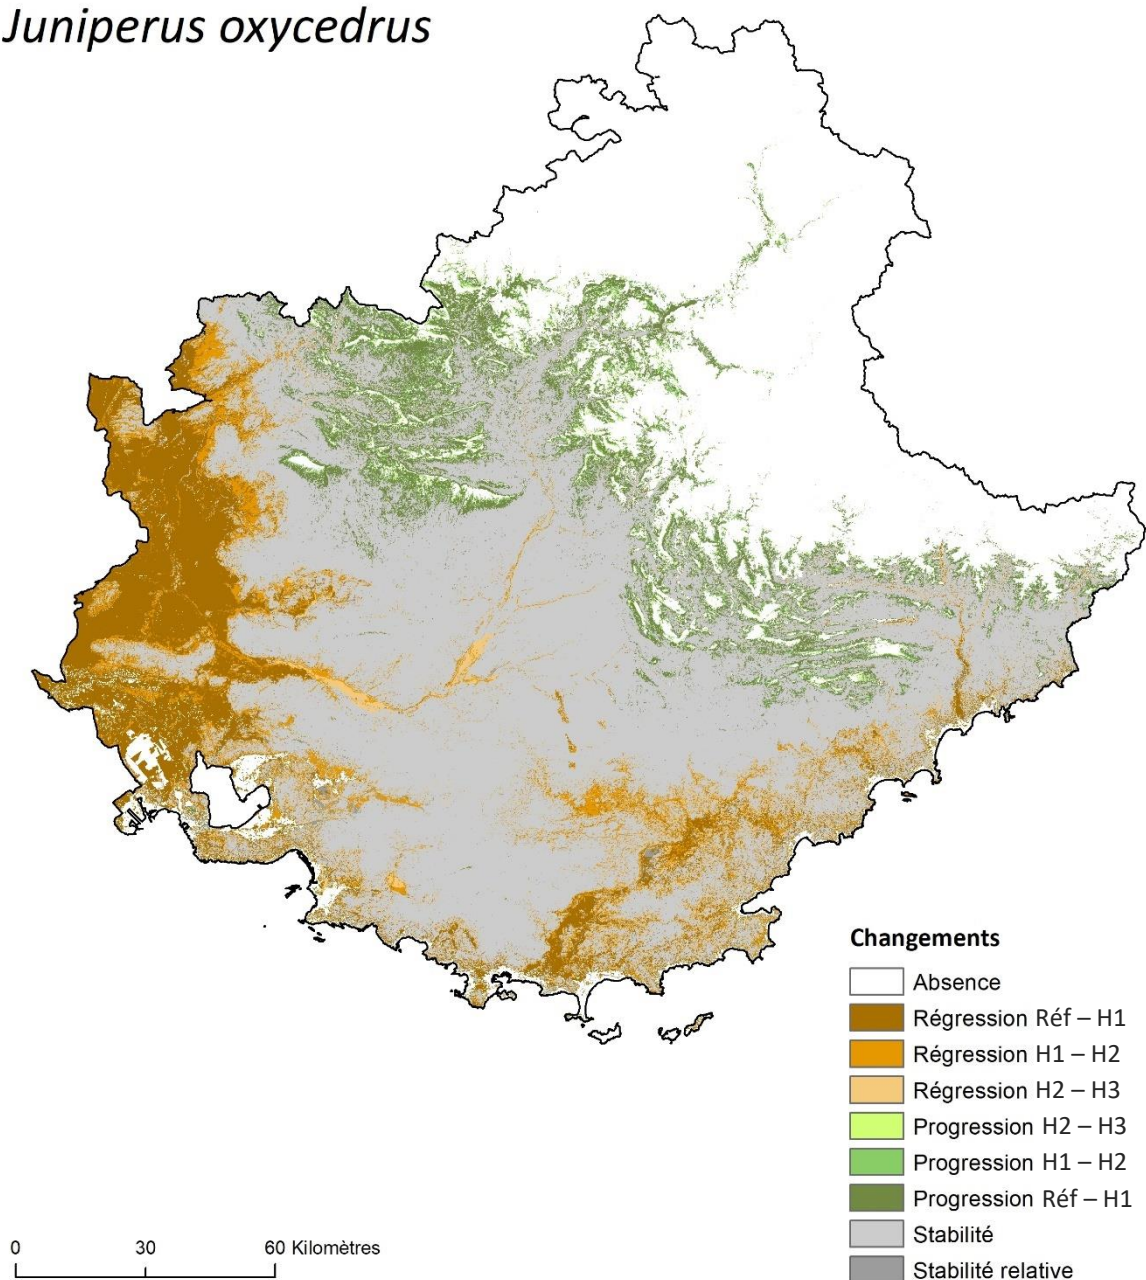 Juniperus oxycedrus
Changements
Absence
Régression Réf – H1
Régression H1 – H2
Régression H2 – H3
Progression H2 – H3
Progression H1 – H2
Progression Réf – H1
Stabilité
Stabilité relative
0 30 60 Kilomètres